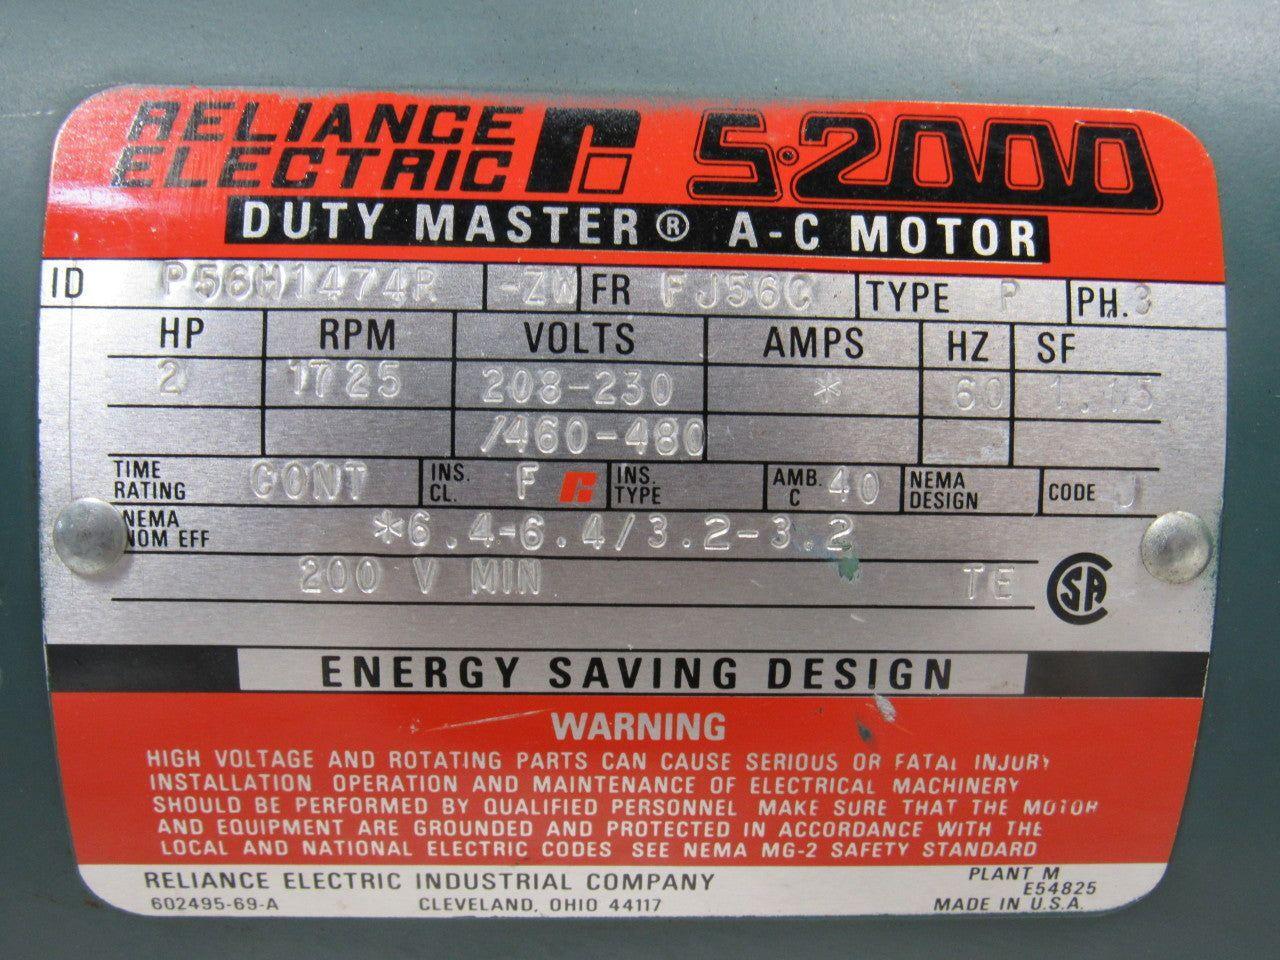 RELIANCE ELECTRIC S·2000
DUTY MASTER® A-C MOTOR
ID P56H1474R -ZW FR FJ56C TYPE P PH. 3
HP RPM VOLTS AMPS HZ SF
2 1725 208-230 * 60 1.15
/460-480
TIME RATING CONT INS. CL. F INS. TYPE AMB. C 40 NEMA DESIGN CODE J
NEMA NOM EFF *6.4-6.4/3.2-3.2
200 V MIN TE
CSA
ENERGY SAVING DESIGN
WARNING
HIGH VOLTAGE AND ROTATING PARTS CAN CAUSE SERIOUS OR FATAL INJURY
INSTALLATION OPERATION AND MAINTENANCE OF ELECTRICAL MACHINERY
SHOULD BE PERFORMED BY QUALIFIED PERSONNEL MAKE SURE THAT THE MOTOR
AND EQUIPMENT ARE GROUNDED AND PROTECTED IN ACCORDANCE WITH THE
LOCAL AND NATIONAL ELECTRIC CODES SEE NEMA MG-2 SAFETY STANDARD
RELIANCE ELECTRIC INDUSTRIAL COMPANY PLANT M
E54825
602495-69-A CLEVELAND, OHIO 44117 MADE IN U.S.A.